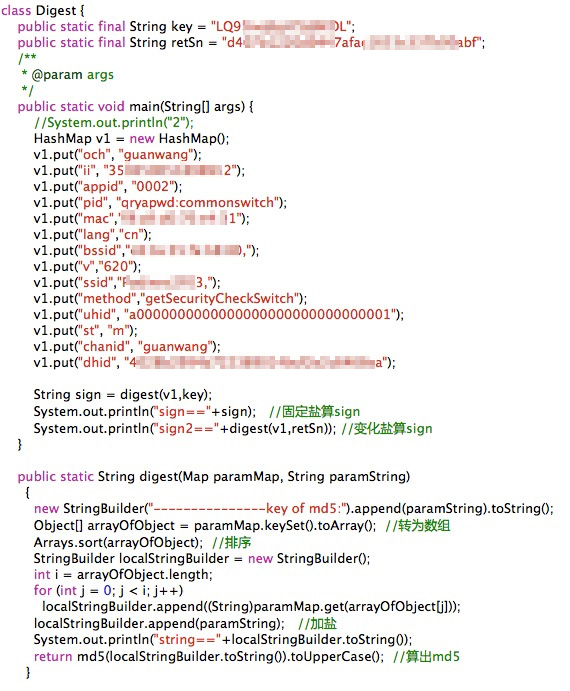 class Digest {
public static final String key = "LQ9 DL";
public static final String retSn = "d4 7afa abf";
/**
* @param args
*/
public static void main(String[] args) {
//System.out.println("2");
HashMap v1 = new HashMap();
v1.put("och", "guanwang");
v1.put("ii", "35 2");
v1.put("appid", "0002");
v1.put("pid", "qryapwd:commonswitch");
v1.put("mac"," 1");
v1.put("lang","cn");
v1.put("bssid"," 0,");
v1.put("v","620");
v1.put("ssid"," 3,");
v1.put("method","getSecurityCheckSwitch");
v1.put("uhid", "a0000000000000000000000000000001");
v1.put("st", "m");
v1.put("chanid", "guanwang");
v1.put("dhid", "4 a");
String sign = digest(v1,key);
System.out.println("sign=="+sign); //固定盐算sign
System.out.println("sign2=="+digest(v1,retSn)); //变化盐算sign
}
public static String digest(Map paramMap, String paramString)
{
new StringBuilder("---------------key of md5:").append(paramString).toString();
Object[] arrayOfObject = paramMap.keySet().toArray(); //转为数组
Arrays.sort(arrayOfObject); //排序
StringBuilder localStringBuilder = new StringBuilder();
int i = arrayOfObject.length;
for (int j = 0; j < i; j++)
localStringBuilder.append((String)paramMap.get(arrayOfObject[j]));
localStringBuilder.append(paramString); //加盐
System.out.println("string=="+localStringBuilder.toString());
return md5(localStringBuilder.toString()).toUpperCase(); //算出md5
}